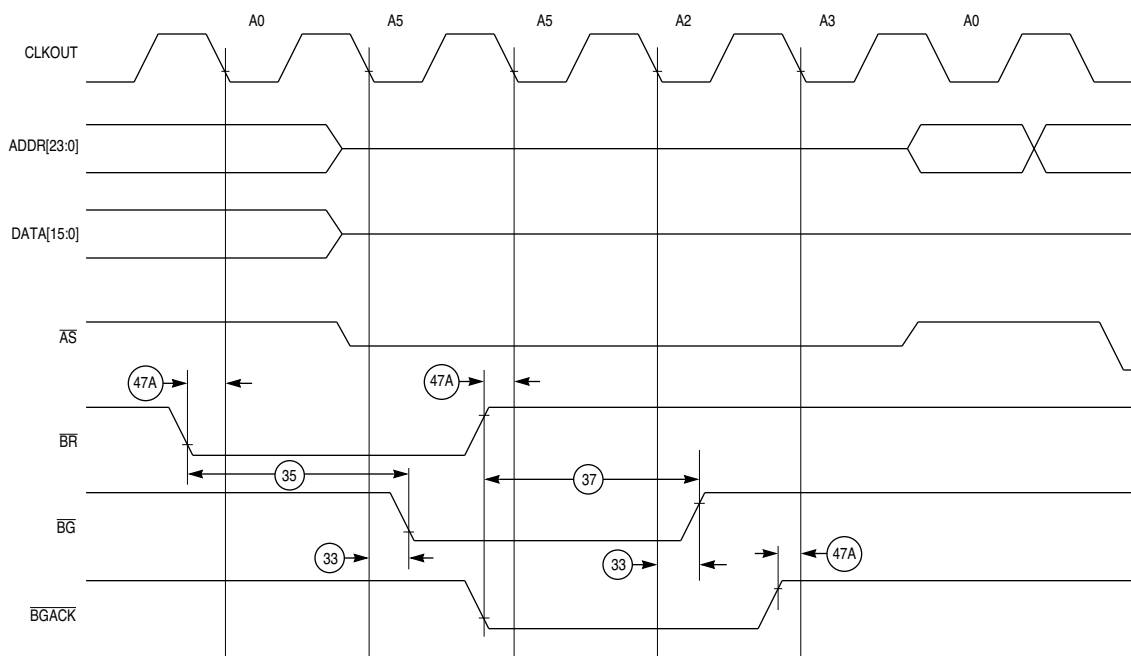 A0 A5 A5 A2 A3 A0
CLKOUT
ADDR[23:0]
DATA[15:0]
AS
47A 47A
BR
35 37
BG
33 33 47A
BGACK